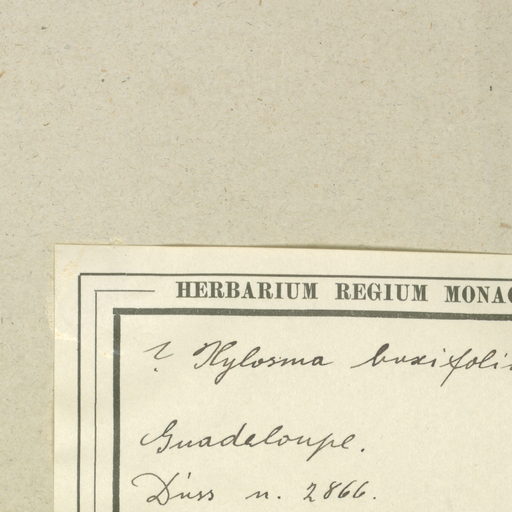 HERBARIUM REGIUM MONAC
? Xylosma buxifoli
Guadeloupe.
Duss n. 2866.